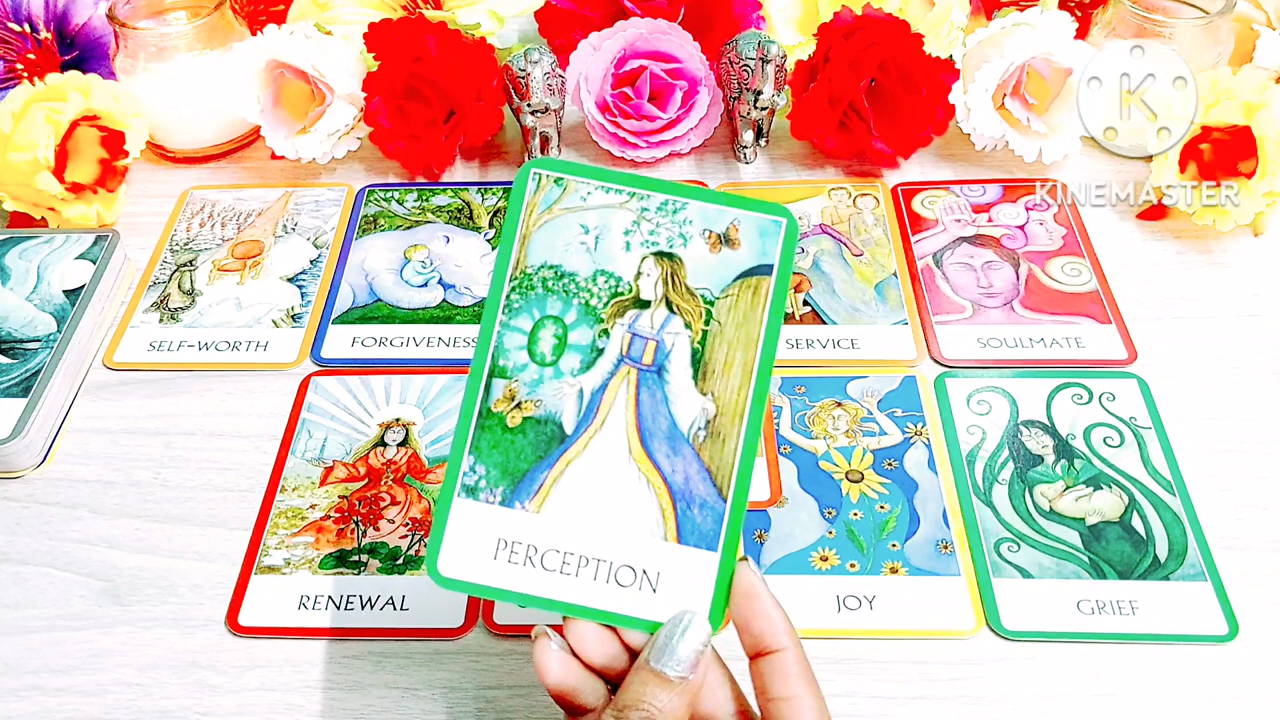 K
KINEMASTER
SELF-WORTH
FORGIVENESS
SERVICE
SOULMATE
PERCEPTION
RENEWAL
JOY
GRIEF